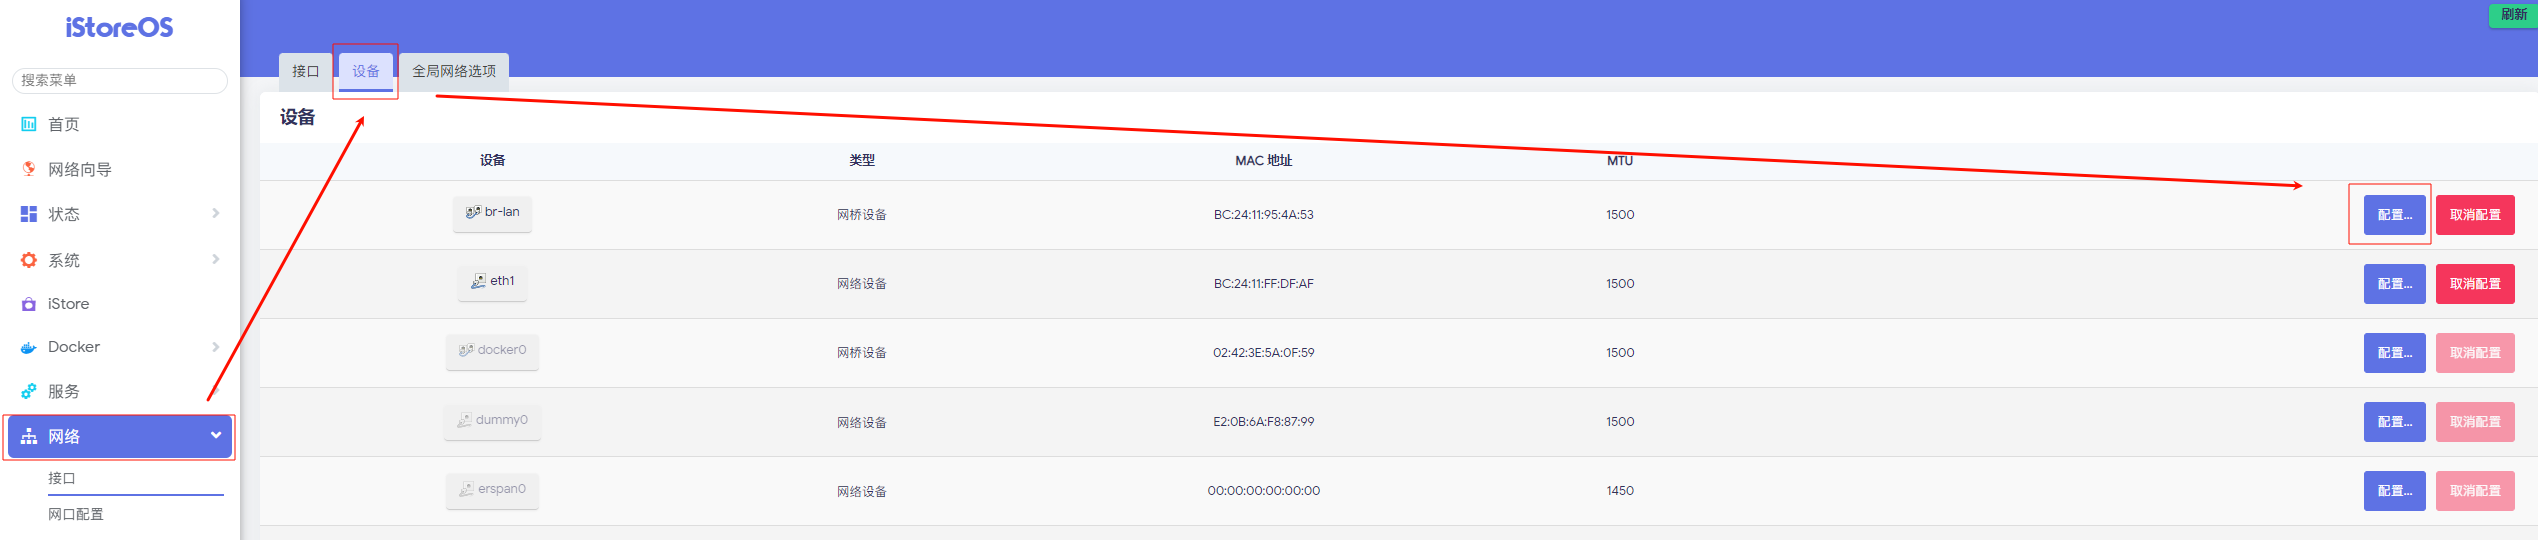 iStoreOS
搜索菜单
首页
网络向导
状态
系统
iStore
Docker
服务
网络
接口
网口配置
刷新
接口 设备 全局网络选项
设备
设备 类型 MAC 地址 MTU
br-lan 网桥设备 BC:24:11:95:4A:53 1500 配置... 取消配置
eth1 网络设备 BC:24:11:FF:DF:AF 1500 配置... 取消配置
docker0 网桥设备 02:42:3E:5A:0F:59 1500 配置... 取消配置
dummy0 网络设备 E2:0B:6A:F8:87:99 1500 配置... 取消配置
erspan0 网络设备 00:00:00:00:00:00 1450 配置... 取消配置